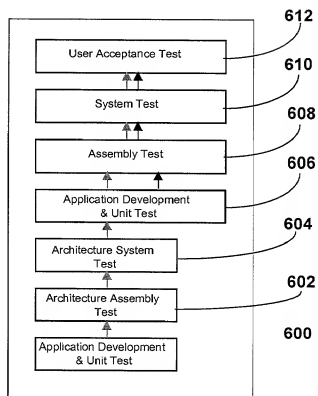 612
User Acceptance Test
610
System Test
608
Assembly Test
606
Application Development
& Unit Test
604
Architecture System
Test
602
Architecture Assembly
Test
600
Application Development
& Unit Test